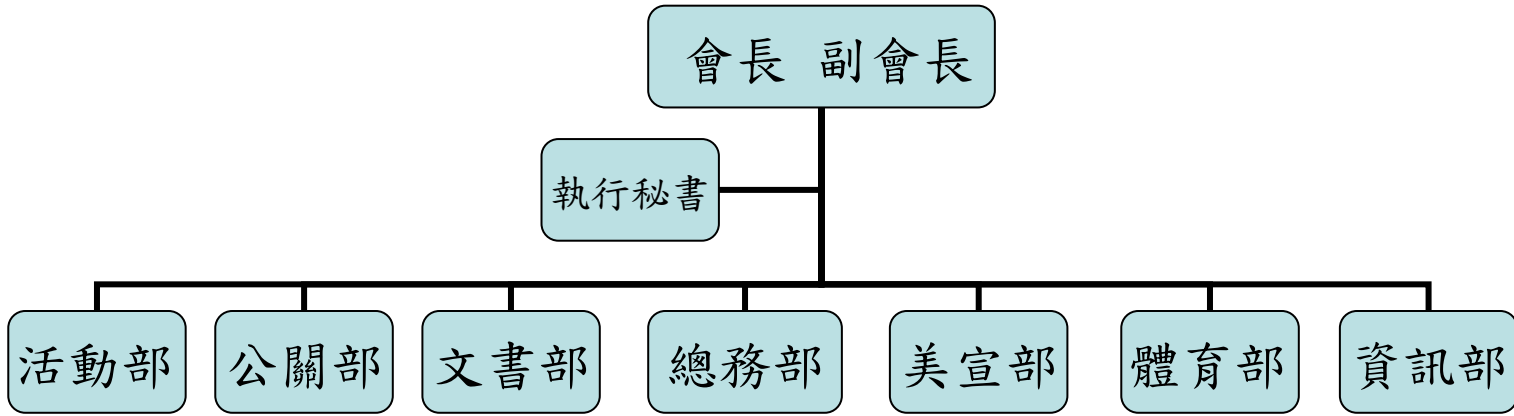 會長 副會長
執行秘書
活動部
公關部
文書部
總務部
美宣部
體育部
資訊部